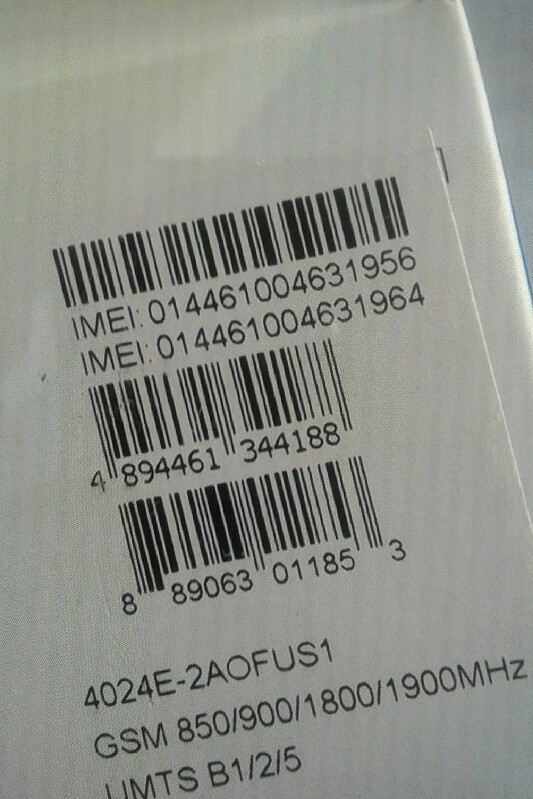 IMEI: 014461004631956
IMEI: 014461004631964
4 894461 344188
8 89063 01185 3
4024E-2AOFUS1
GSM 850/900/1800/1900MHz
UMTS B1/2/5